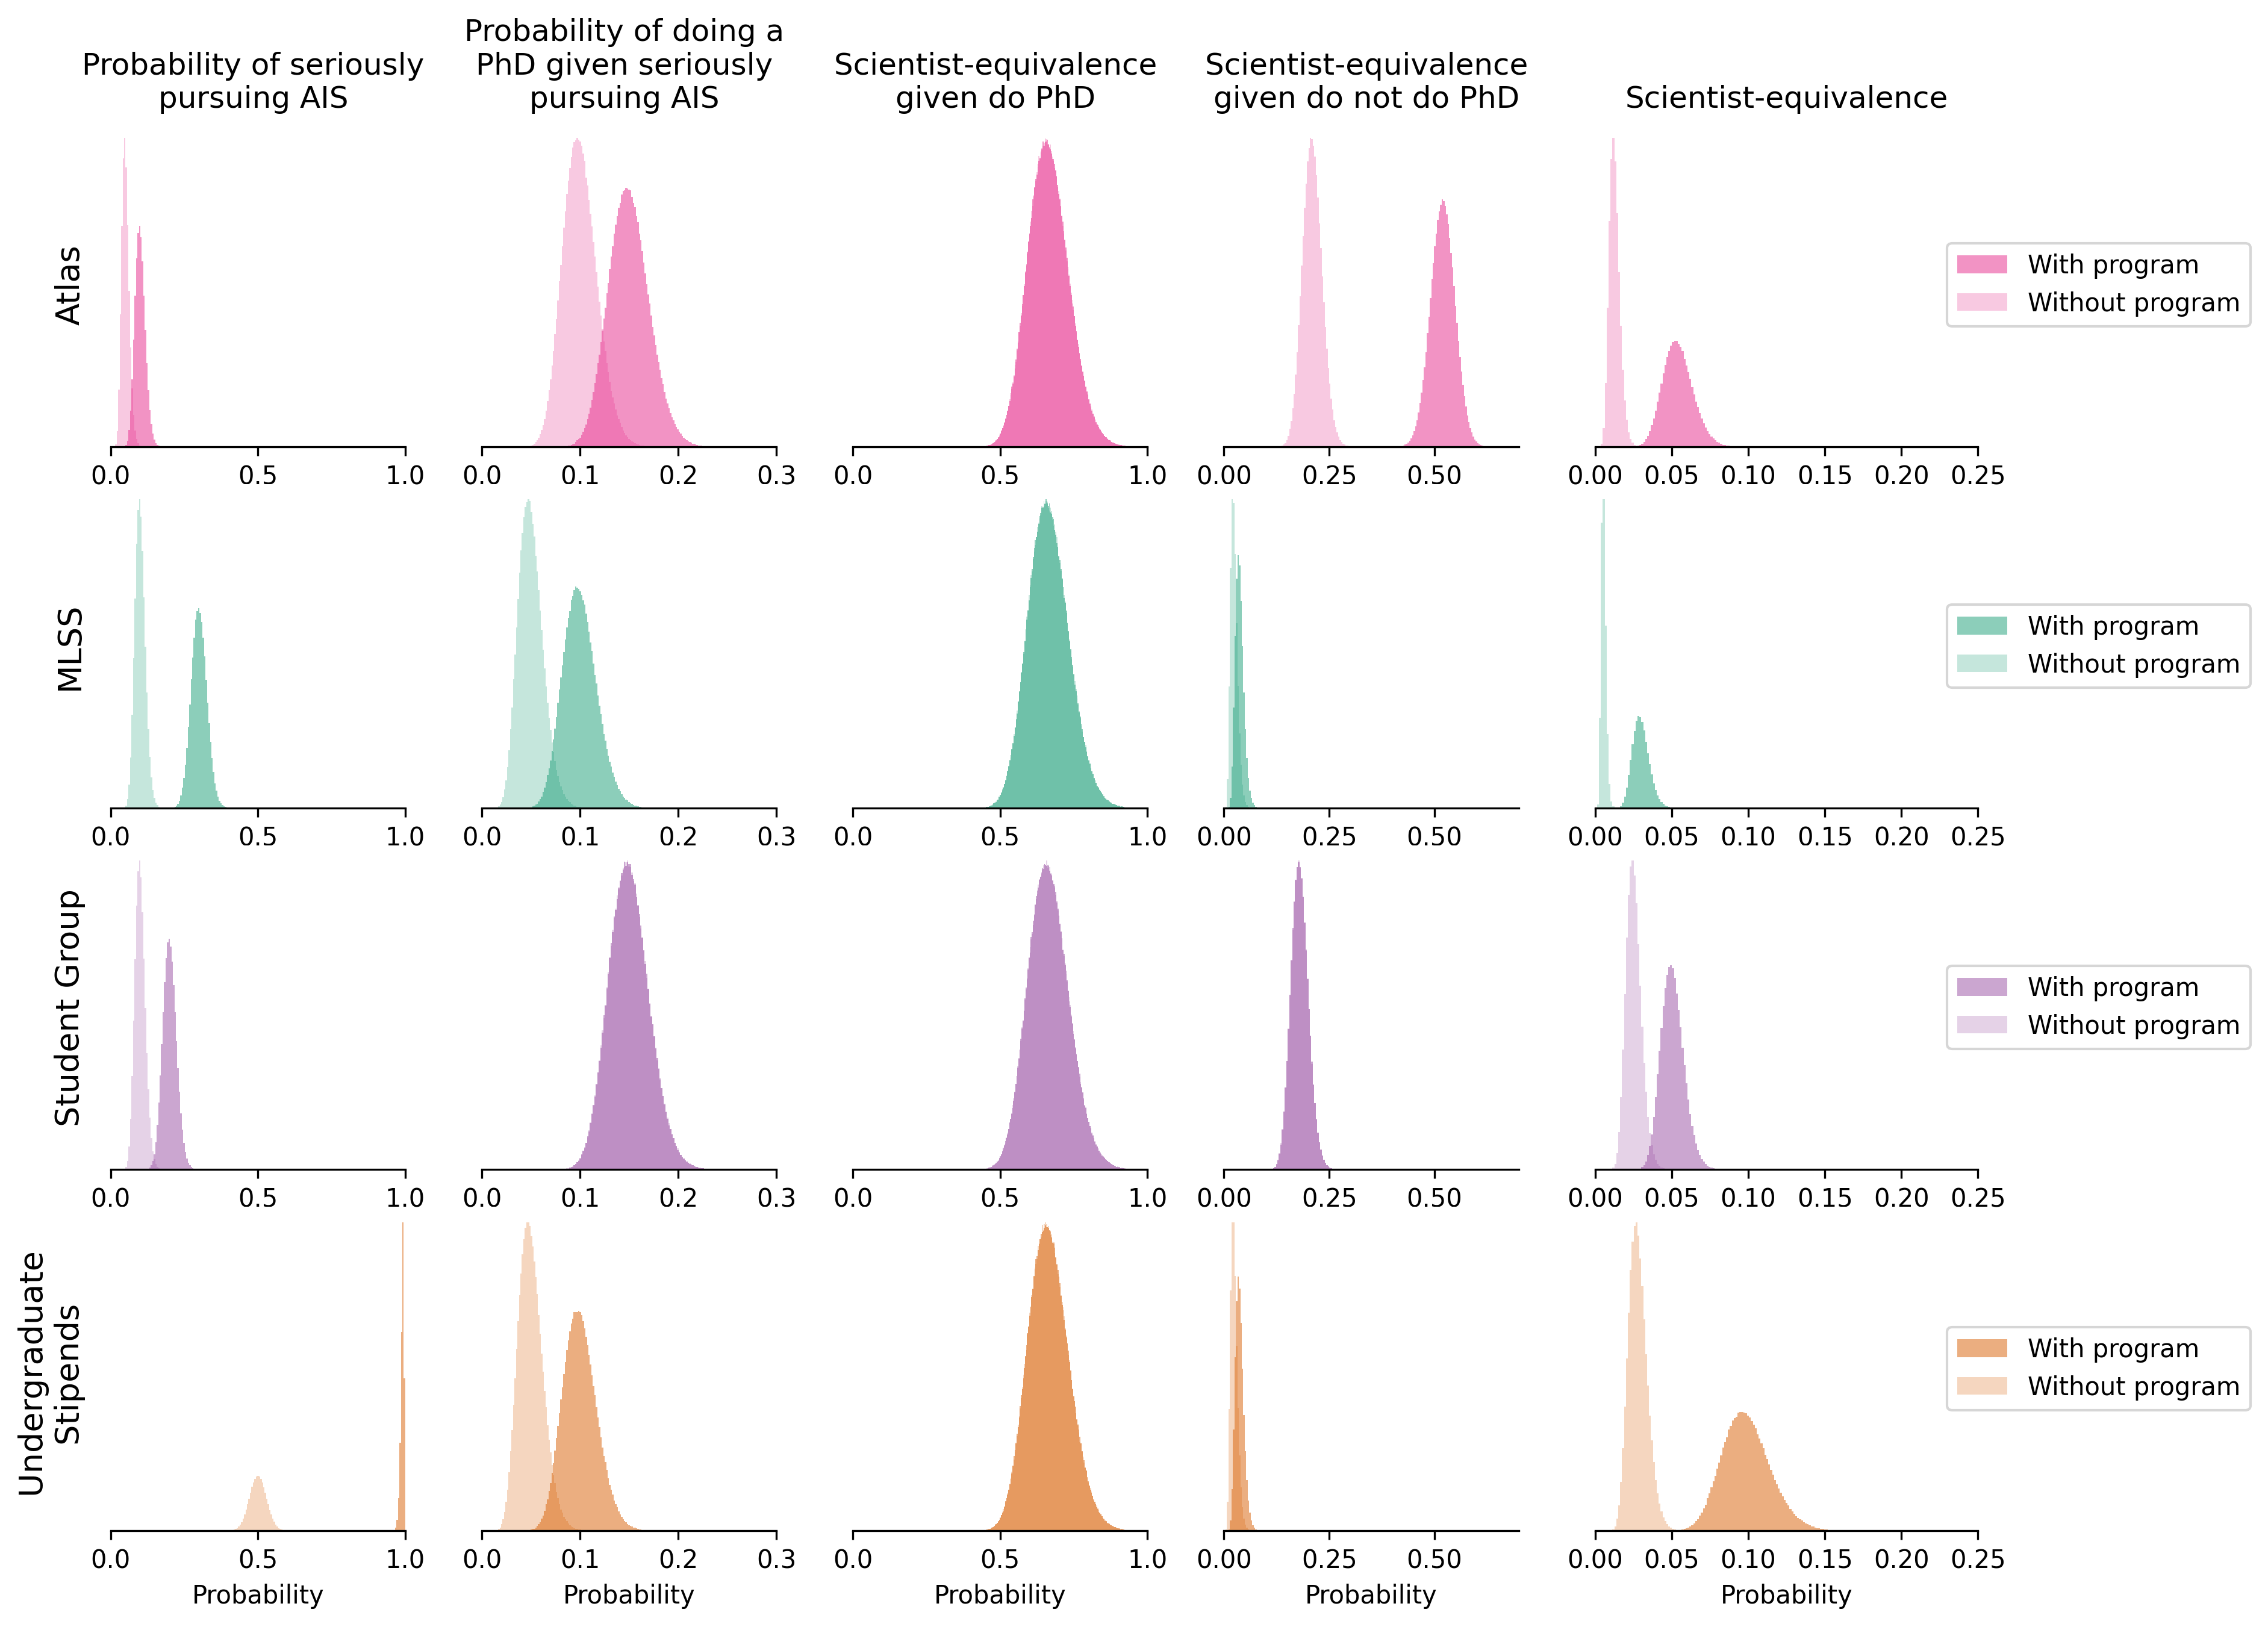 Probability of seriously
pursuing AIS
Probability of doing a
PhD given seriously
pursuing AIS
Scientist-equivalence
given do PhD
Scientist-equivalence
given do not do PhD
Scientist-equivalence
Atlas
0.0 0.5 1.0
0.0 0.1 0.2 0.3
0.0 0.5 1.0
0.00 0.25 0.50
0.00 0.05 0.10 0.15 0.20 0.25
With program
Without program
MLSS
0.0 0.5 1.0
0.0 0.1 0.2 0.3
0.0 0.5 1.0
0.00 0.25 0.50
0.00 0.05 0.10 0.15 0.20 0.25
With program
Without program
Student Group
0.0 0.5 1.0
0.0 0.1 0.2 0.3
0.0 0.5 1.0
0.00 0.25 0.50
0.00 0.05 0.10 0.15 0.20 0.25
With program
Without program
Undergraduate
Stipends
0.0 0.5 1.0
Probability
0.0 0.1 0.2 0.3
Probability
0.0 0.5 1.0
Probability
0.00 0.25 0.50
Probability
0.00 0.05 0.10 0.15 0.20 0.25
Probability
With program
Without program